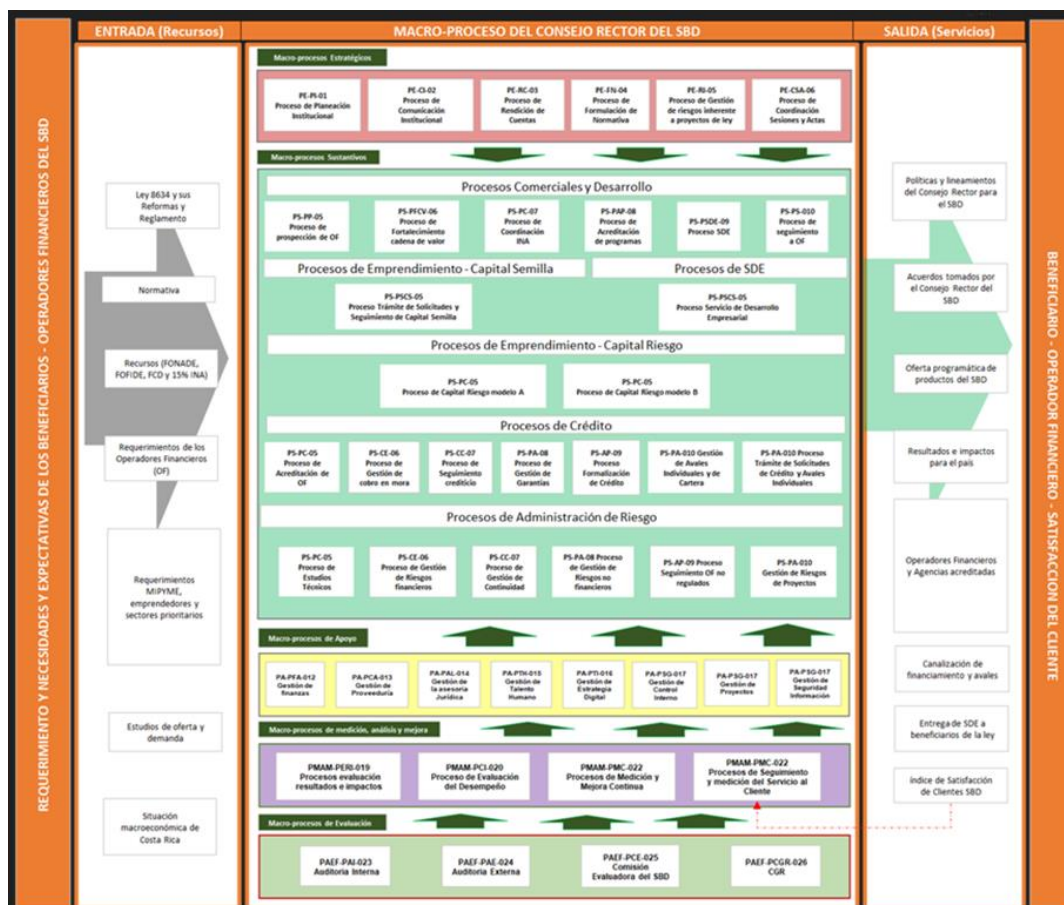 REQUERIMIENTO Y NECESIDADES Y EXPECTATIVAS DE LOS BENEFICIARIOS - OPERADORES FINANCIEROS DEL SBD
ENTRADA (Recursos)
Ley 8634 y sus
Reformas y
Reglamento
Normativa
Recursos (FONADE,
FOFIDE, FCD y 15% INA)
Requerimientos de los
Operadores Financieros
(OF)
Requerimientos
MIPYME,
emprendedores y
sectores prioritarios
Estudios de oferta y
demanda
Situación
macroeconómica de
Costa Rica
MACRO-PROCESO DEL CONSEJO RECTOR DEL SBD
Macro-procesos Estratégicos
PE-PI-01
Proceso de Planeación
Institucional
PE-CI-02
Proceso de
Comunicación
Institucional
PE-RC-03
Proceso de
Rendición de
Cuentas
PE-FN-04
Proceso de
Formulación de
Normativa
PE-RI-05
Proceso de Gestión
de riesgos inherente
a proyectos de ley
PE-CSA-06
Proceso de
Coordinación
Sesiones y Actas
Macro-procesos Sustantivos
Procesos Comerciales y Desarrollo
PS-PP-05
Proceso de
prospección de OF
PS-PFCV-06
Proceso de
Fortalecimiento
cadena de valor
PS-PC-07
Proceso de
Coordinación
INA
PS-PAP-08
Proceso de
Acreditación
de programas
PS-PSDE-09
Proceso SDE
PS-PS-010
Proceso de
seguimiento
a OF
Procesos de Emprendimiento - Capital Semilla
PS-PSCS-05
Proceso Trámite de Solicitudes y
Seguimiento de Capital Semilla
Procesos de SDE
PS-PSCS-05
Proceso Servicio de Desarrollo
Empresarial
Procesos de Emprendimiento - Capital Riesgo
PS-PC-05
Proceso de Capital Riesgo modelo A
PS-PC-05
Proceso de Capital Riesgo modelo B
Procesos de Crédito
PS-PC-05
Proceso de
Acreditación de
OF
PS-CE-06
Proceso de
Gestión de
cobro en mora
PS-CC-07
Proceso de
Seguimiento
crediticio
PS-PA-08
Proceso de
Gestión de
Garantías
PS-AP-09
Proceso
Formalización
de Crédito
PS-PA-010 Gestión
de Avales
Individuales y de
Cartera
PS-PA-010 Proceso
Trámite de Solicitudes
de Crédito y Avales
Individuales
Procesos de Administración de Riesgo
PS-PC-05
Proceso de
Estudios
Técnicos
PS-CE-06
Proceso de Gestión
de Riesgos
financieros
PS-CC-07
Proceso de
Gestión de
Continuidad
PS-PA-08 Proceso
de Gestión de
Riesgos no
financieros
PS-AP-09 Proceso
Seguimiento OF no
regulados
PS-PA-010
Gestión de Riesgos
de Proyectos
Macro-procesos de Apoyo
PA-PFA-012
Gestión de
finanzas
PA-PCA-013
Gestión de
Proveeduría
PA-PAL-014
Gestión de
la asesoría
Jurídica
PA-PTH-015
Gestión de
Talento
Humano
PA-PTI-016
Gestión de
Estrategia
Digital
PA-PSG-017
Gestión de
Control
Interno
PA-PSG-017
Gestión de
Proyectos
PA-PSG-017
Gestión de
Seguridad
Información
Macro-procesos de medición, análisis y mejora
PMAM-PERI-019
Procesos evaluación
resultados e impactos
PMAM-PCI-020
Proceso de Evaluación
del Desempeño
PMAM-PMC-022
Procesos de Medición y
Mejora Continua
PMAM-PMC-022
Procesos de Seguimiento
y medición del Servicio al
Cliente
Macro-procesos de Evaluación
PAEF-PAI-023
Auditoria Interna
PAEF-PAE-024
Auditoria Externa
PAEF-PCE-025
Comisión
Evaluadora del SBD
PAEF-PCGR-026
CGR
SALIDA (Servicios)
Políticas y lineamientos
del Consejo Rector para
el SBD
Acuerdos tomados por
el Consejo Rector del
SBD
Oferta programática de
productos del SBD
Resultados e impactos
para el país
Operadores Financieros
y Agencias acreditadas
Canalización de
financiamiento y avales
Entrega de SDE a
beneficiarios de la ley
índice de Satisfacción
de Clientes SBD
BENEFICIARIO - OPERADOR FINANCIERO - SATISFACCION DEL CLIENTE